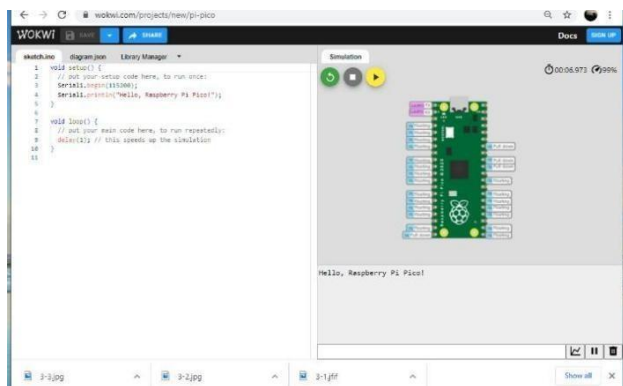 wokwi.com/projects/new/pi-pico
WOKWI SAVE SHARE Docs SIGN UP
sketch.ino diagram.json Library Manager
Simulation
00:06.973 99%
1 void setup() {
2 // put your setup code here, to run once:
3 Serial1.begin(115200);
4 Serial1.println("Hello, Raspberry Pi Pico!");
5 }
6
7 void loop() {
8 // put your main code here, to run repeatedly:
9 delay(1); // this speeds up the simulation
10 }
11
Raspberry Pi Pico
Hello, Raspberry Pi Pico!
3-3.jpg 3-2.jpg 3-1.jfif Show all